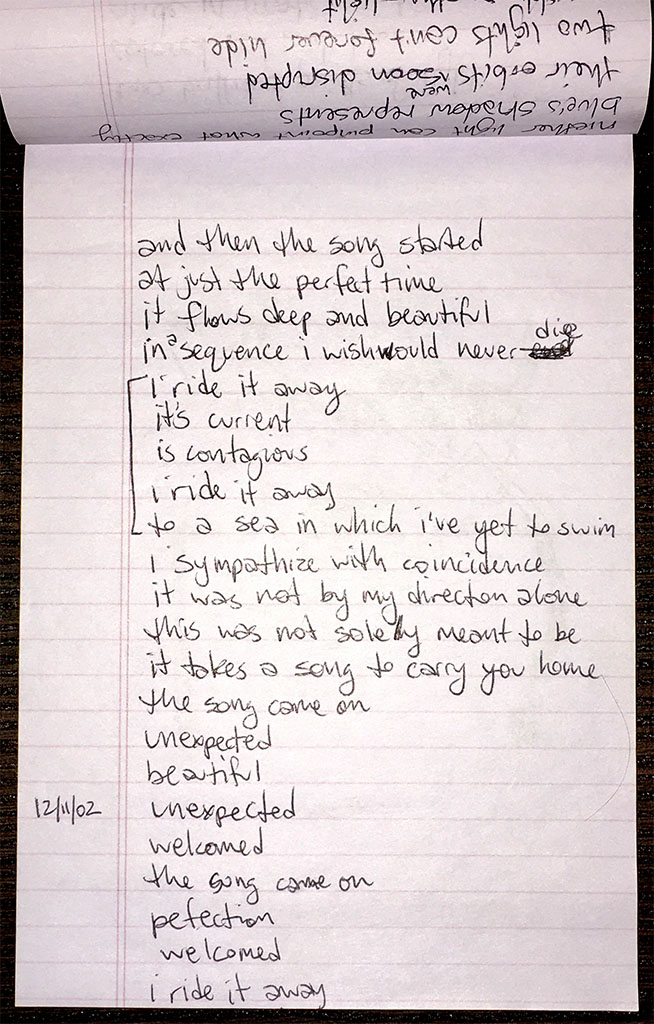 niether light can pinpoint what exactly
blue's shadow represents
their orbits were soon disrupted
two lights can't forever hide
and then the song started
at just the perfect time
it flows deep and beautiful
in a sequence i wish would never die
i ride it away
it's current
is contagious
i ride it away
to a sea in which i've yet to swim
i sympathize with coincidence
it was not by my directon alone
this was not solely meant to be
it takes a song to carry you home
the song came on
unexpected
beautiful
12/11/02 unexpected
welcomed
the song came on
pefection
welcomed
i ride it away